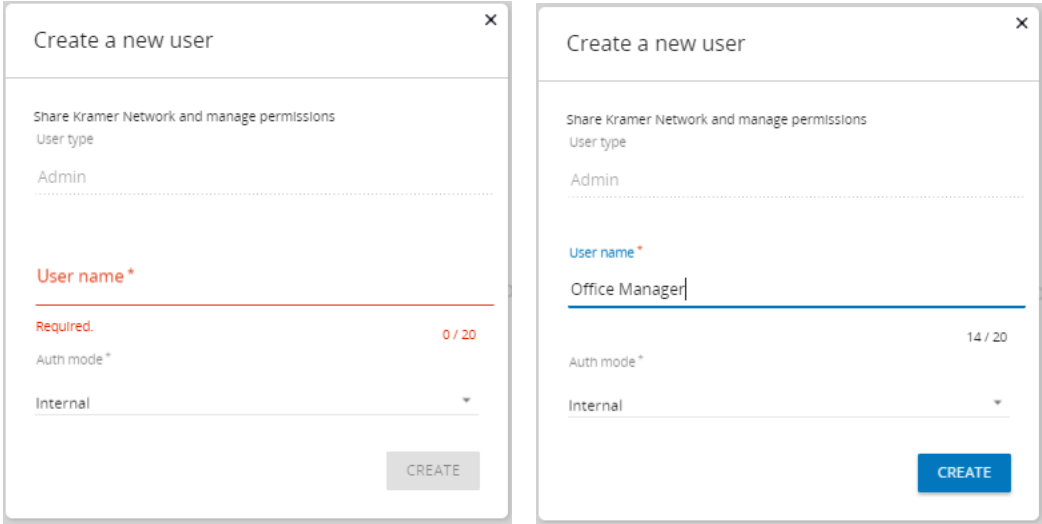 ×
Create a new user
Share Kramer Network and manage permissions
User type
Admin
User name *
Required.
0 / 20
Auth mode *
Internal
CREATE
×
Create a new user
Share Kramer Network and manage permissions
User type
Admin
User name *
Office Manager
14 / 20
Auth mode *
Internal
CREATE